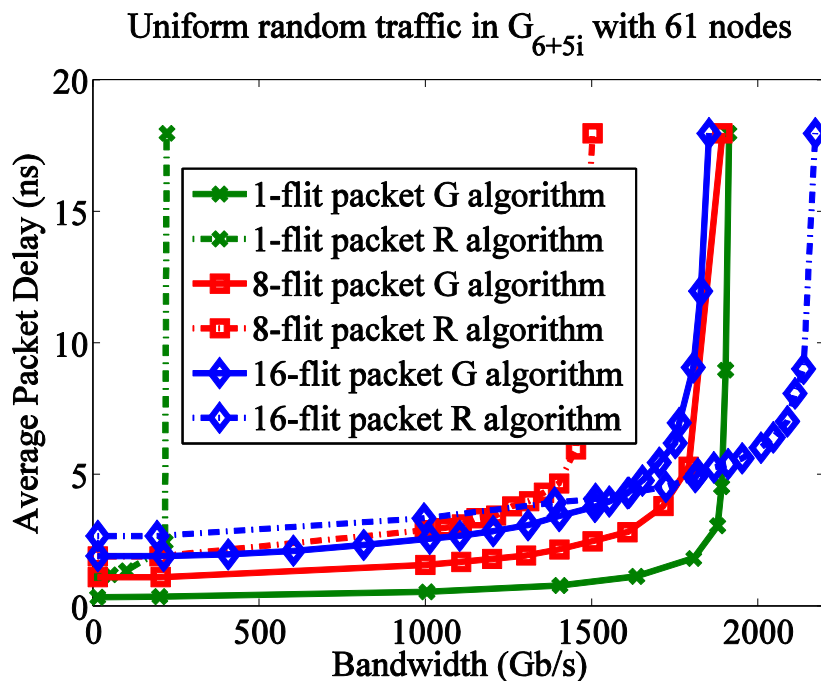 Uniform random traffic in G6+5i with 61 nodes
20
15
10
5
0
Average Packet Delay (ns)
1-flit packet G algorithm
1-flit packet R algorithm
8-flit packet G algorithm
8-flit packet R algorithm
16-flit packet G algorithm
16-flit packet R algorithm
0 500 1000 1500 2000
Bandwidth (Gb/s)